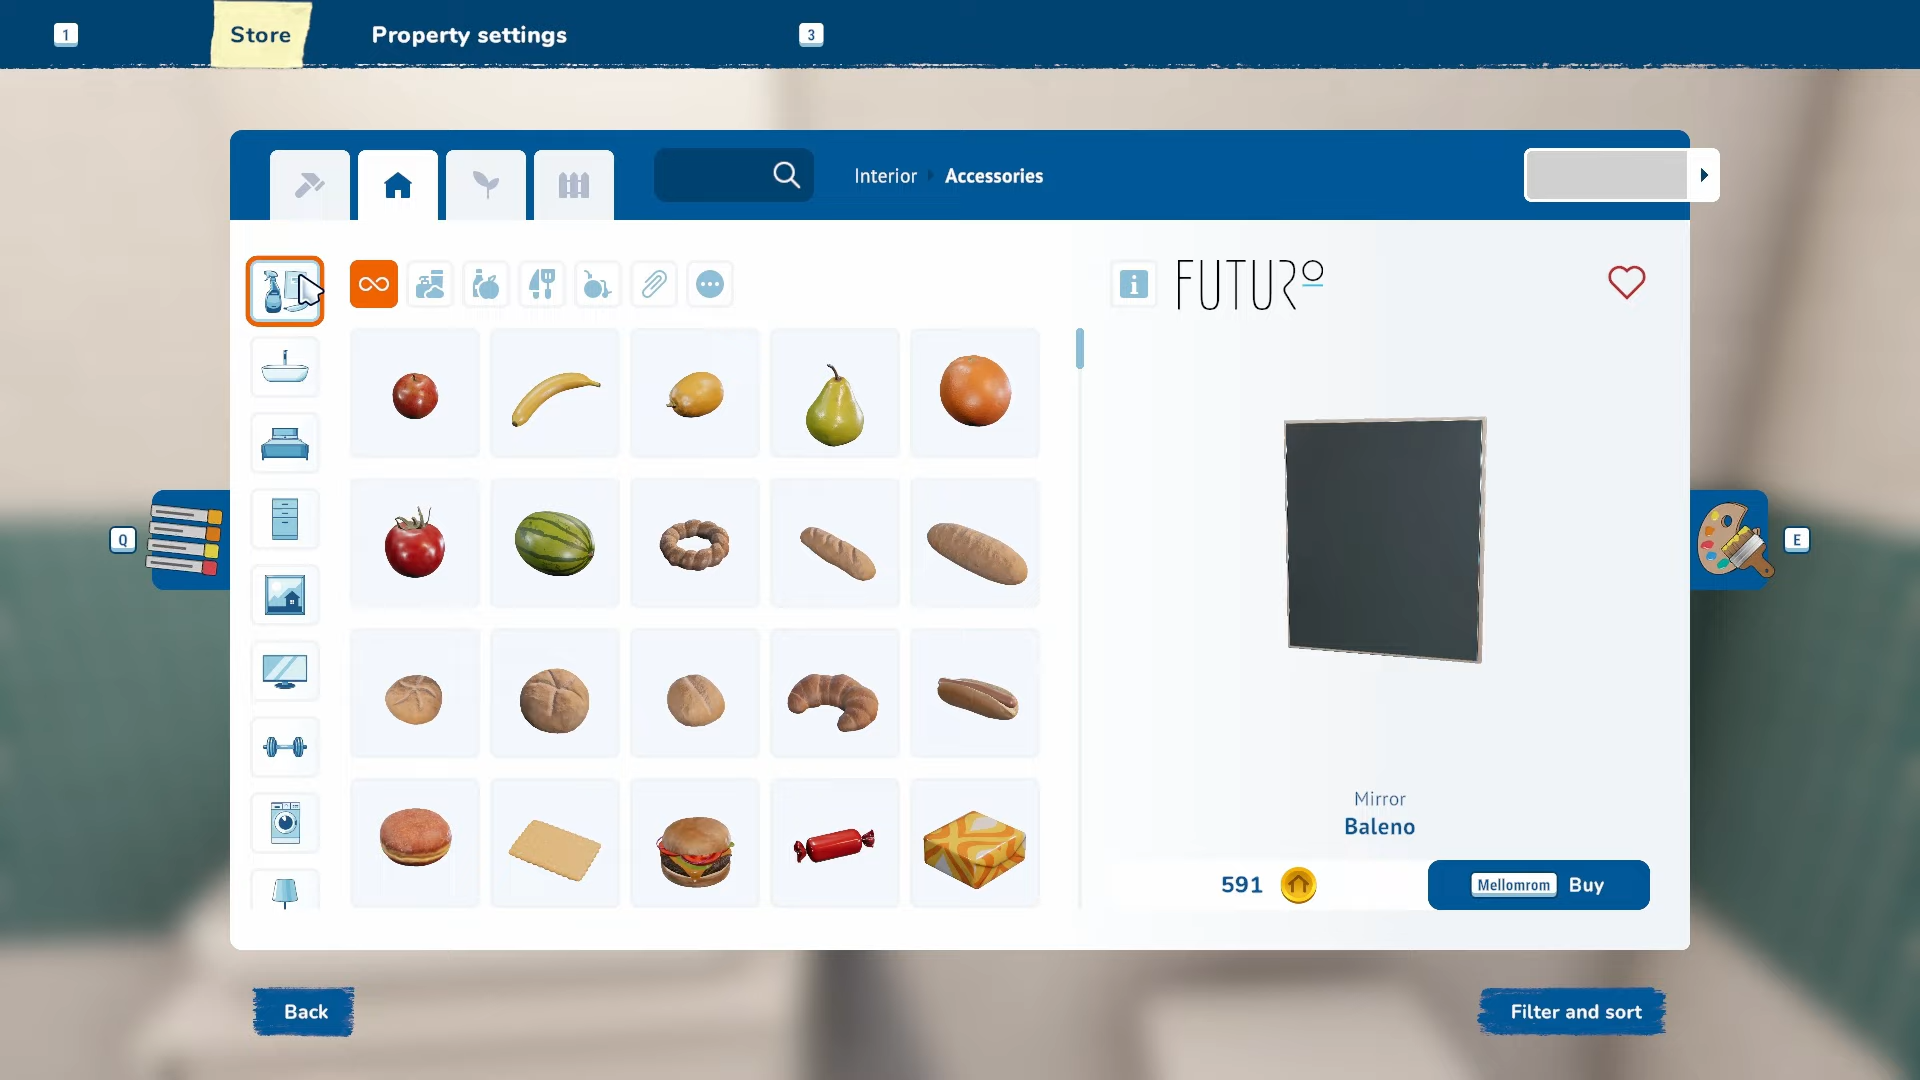 1
Store
Property settings
3
Interior
Accessories
FUTURO
Q
E
Mirror
Baleno
591
Mellomrom
Buy
Back
Filter and sort